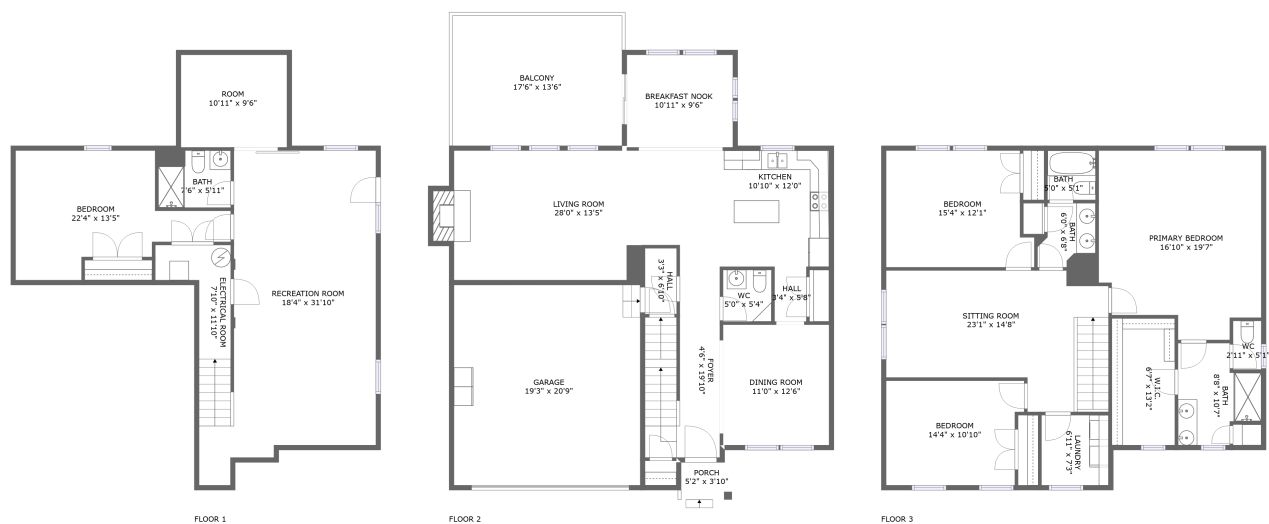 ROOM
10'11" x 9'6"
BATH
7'6" x 5'11"
BEDROOM
22'4" x 13'5"
ELECTRICAL ROOM
7'10" x 11'10"
RECREATION ROOM
18'4" x 31'10"
FLOOR 1
BALCONY
17'6" x 13'6"
BREAKFAST NOOK
10'11" x 9'6"
KITCHEN
10'10" x 12'0"
LIVING ROOM
28'0" x 13'5"
HALL
3'3" x 6'10"
WC
5'0" x 5'4"
HALL
3'4" x 5'8"
FOYER
4'6" x 19'10"
GARAGE
19'3" x 20'9"
DINING ROOM
11'0" x 12'6"
PORCH
5'2" x 3'10"
FLOOR 2
BATH
5'0" x 5'1"
BEDROOM
15'4" x 12'1"
BATH
6'0" x 6'8"
PRIMARY BEDROOM
16'10" x 19'7"
SITTING ROOM
23'1" x 14'8"
WC
2'11" x 5'1"
W.I.C.
6'7" x 13'2"
BATH
8'8" x 10'7"
BEDROOM
14'4" x 10'10"
LAUNDRY
6'11" x 7'3"
FLOOR 3